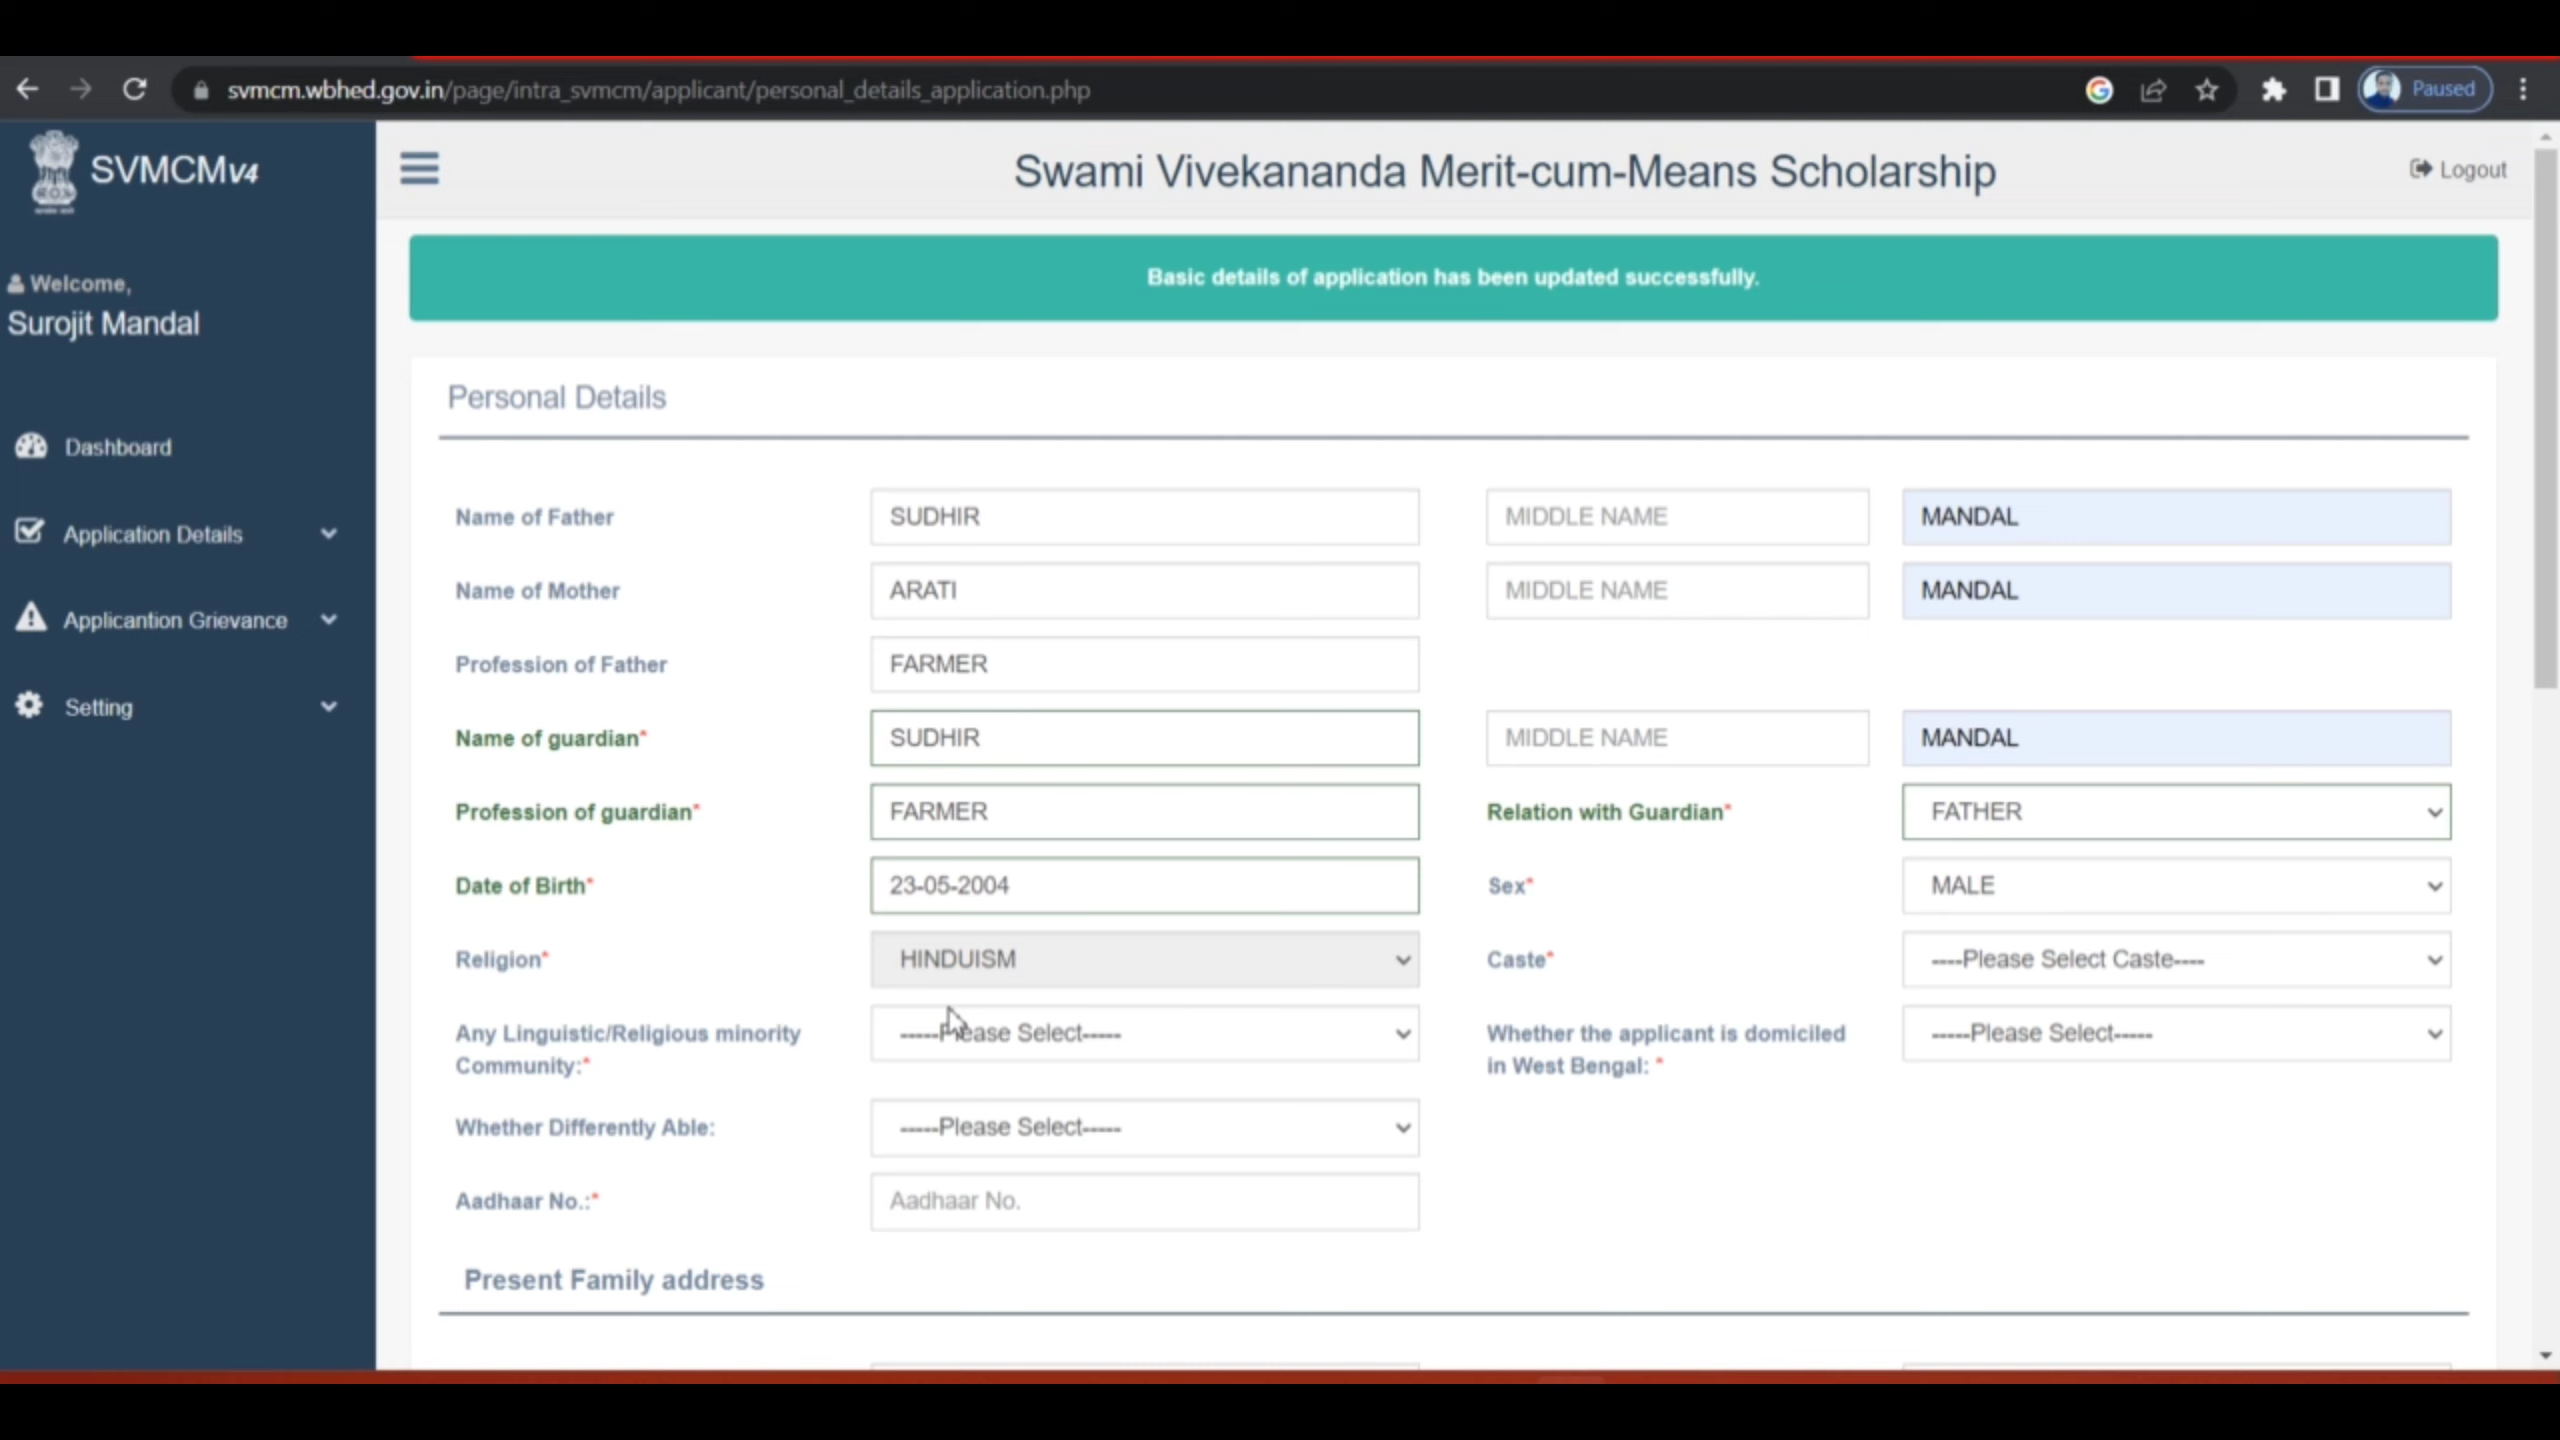 svmcm.wbhed.gov.in/page/intra_svmcm/applicant/personal_details_application.php
Paused
SVMCMV4
Swami Vivekananda Merit-cum-Means Scholarship
Logout
Welcome,
Surojit Mandal
Dashboard
Application Details
Applicantion Grievance
Setting
Basic details of application has been updated successfully.
Personal Details
Name of Father SUDHIR MIDDLE NAME MANDAL
Name of Mother ARATI MIDDLE NAME MANDAL
Profession of Father FARMER
Name of guardian* SUDHIR MIDDLE NAME MANDAL
Profession of guardian* FARMER Relation with Guardian* FATHER
Date of Birth* 23-05-2004 Sex* MALE
Religion* HINDUISM Caste* ----Please Select Caste----
Any Linguistic/Religious minority -----Please Select----- Whether the applicant is domiciled -----Please Select-----
Community:* in West Bengal: *
Whether Differently Able: -----Please Select-----
Aadhaar No.:* Aadhaar No.
Present Family address